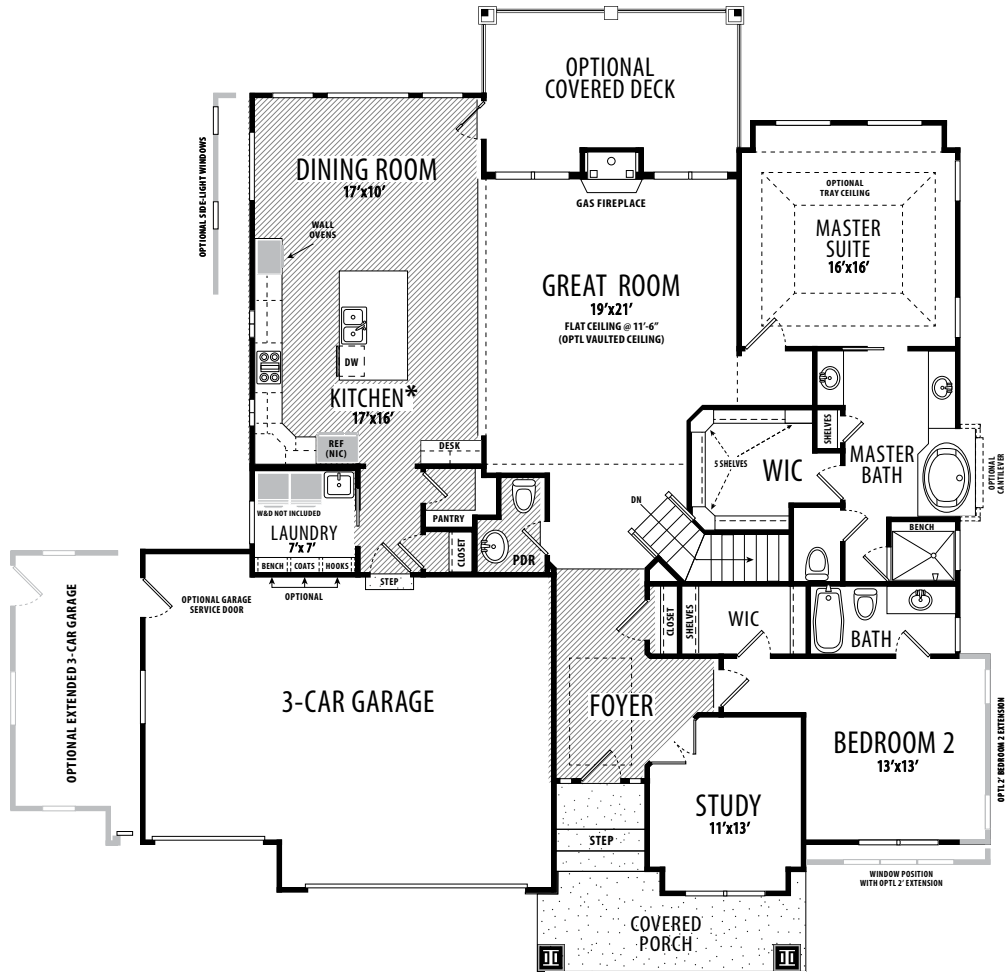 OPTIONAL
COVERED DECK
OPTIONAL SIDE-LIGHT WINDOWS
DINING ROOM
17'x10'
WALL
OVENS
GAS FIREPLACE
OPTIONAL
TRAY CEILING
MASTER
SUITE
16'x16'
GREAT ROOM
19'x21'
FLAT CEILING @ 11'-6"
(OPTL VAULTED CEILING)
DW
KITCHEN*
17'x16'
REF
(NIC)
DESK
SHELVES
5 SHELVES
WIC
MASTER
BATH
OPTIONAL
CANTILEVER
W&D NOT INCLUDED
LAUNDRY
7'x 7'
PANTRY
DN
BENCH
BENCH
COATS
HOOKS
CLOSET
PDR
STEP
OPTIONAL
OPTIONAL GARAGE
SERVICE DOOR
CLOSET
SHELVES
WIC
BATH
OPTIONAL EXTENDED 3-CAR GARAGE
3-CAR GARAGE
FOYER
BEDROOM 2
13'x13'
OPTL 2' BEDROOM 2 EXTENSION
STUDY
11'x13'
STEP
WINDOW POSITION
WITH OPTL 2' EXTENSION
COVERED
PORCH